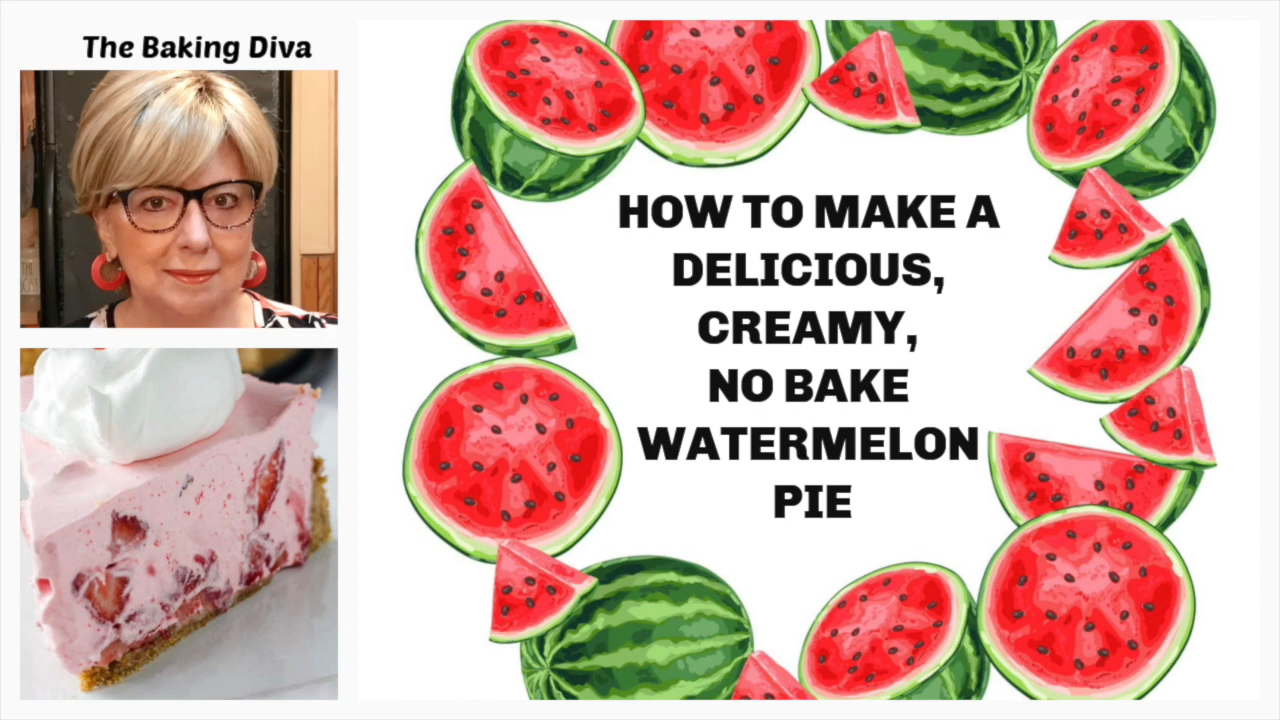 The Baking Diva
HOW TO MAKE A
DELICIOUS,
CREAMY,
NO BAKE
WATERMELON
PIE